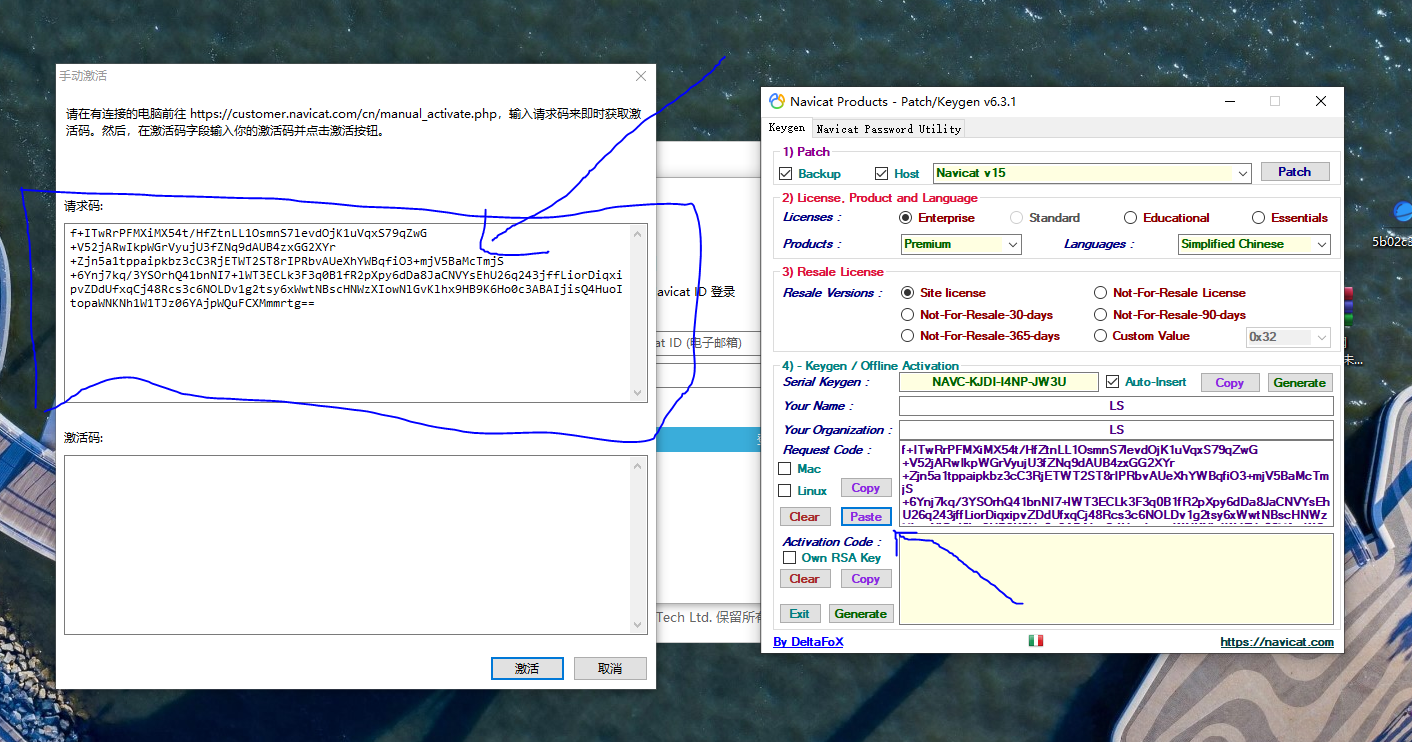 手动激活
请在有连接的电脑前往 https://customer.navicat.com/cn/manual_activate.php，输入请求码来即时获取激
活码。然后，在激活码字段输入你的激活码并点击激活按钮。
请求码:
f+ITwRrPFMXiMX54t/HfZtnLL1OsmnS7levdOjK1uVqxS79qZwG
+V52jARwIkpWGrVyujU3fZNq9dAUB4zxGG2XYr
+Zjn5a1tppaipkbz3cC3RjETWT2ST8rIPRbvAUeXhYWBqfiO3+mjV5BaMcTmjS
+6Ynj7kq/3YSOrhQ41bnNI7+lWT3ECLk3F3q0B1fR2pXpy6dDa8JaCNVYsEhU26q243jffLiorDiqxi
pvZDdUfxqCj48Rcs3c6NOLDv1g2tsy6xWwtNBscHNWzXIowNlGvKlhx9HB9K6Ho0c3ABAIjisQ4HuoI
topaWNKNh1W1TJz06YAjpWQuFCXMmmrtg==
激活码:
激活
取消
avicat ID 登录
at ID (电子邮箱)
Tech Ltd. 保留所有
Navicat Products - Patch/Keygen v6.3.1
Keygen
Navicat Password Utility
1) Patch
Backup
Host
Navicat v15
Patch
2) License, Product and Language
Licenses :
Enterprise
Standard
Educational
Essentials
Products :
Premium
Languages :
Simplified Chinese
3) Resale License
Resale Versions :
Site license
Not-For-Resale License
Not-For-Resale-30-days
Not-For-Resale-90-days
Not-For-Resale-365-days
Custom Value
0x32
4) - Keygen / Offline Activation
Serial Keygen :
NAVC-KJDI-I4NP-JW3U
Auto-Insert
Copy
Generate
Your Name :
LS
Your Organization :
LS
Request Code :
f+ITwRrPFMXiMX54t/HfZtnLL1OsmnS7levdOjK1uVqxS79qZwG
+V52jARwIkpWGrVyujU3fZNq9dAUB4zxGG2XYr
+Zjn5a1tppaipkbz3cC3RjETWT2ST8rIPRbvAUeXhYWBqfiO3+mjV5BaMcTm
jS
+6Ynj7kq/3YSOrhQ41bnNI7+lWT3ECLk3F3q0B1fR2pXpy6dDa8JaCNVYsEh
U26q243jffLiorDiqxipvZDdUfxqCj48Rcs3c6NOLDv1g2tsy6xWwtNBscHNWz
Mac
Linux
Copy
Clear
Paste
Activation Code :
Own RSA Key
Clear
Copy
Exit
Generate
By DeltaFoX
https://navicat.com
5b02c3
未...